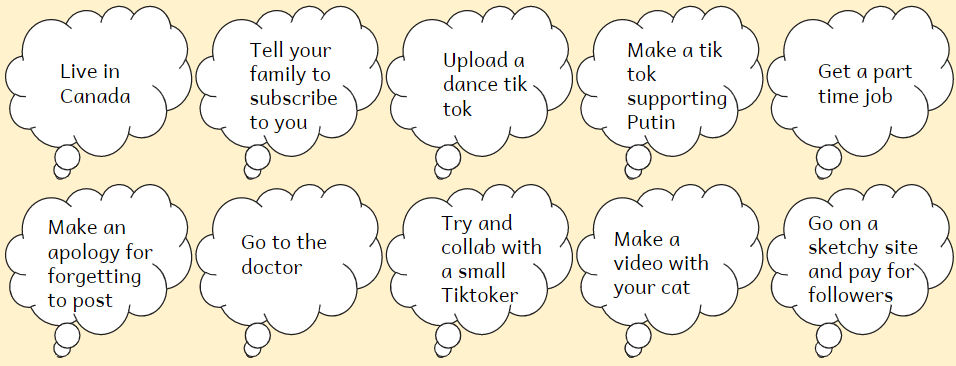 Live in
Canada
Tell your
family to
subscribe
to you
Upload a
dance tik
tok
Make a tik
tok
supporting
Putin
Get a part
time job
Make an
apology for
forgetting
to post
Go to the
doctor
Try and
collab with
a small
Tiktoker
Make a
video with
your cat
Go on a
sketchy site
and pay for
followers